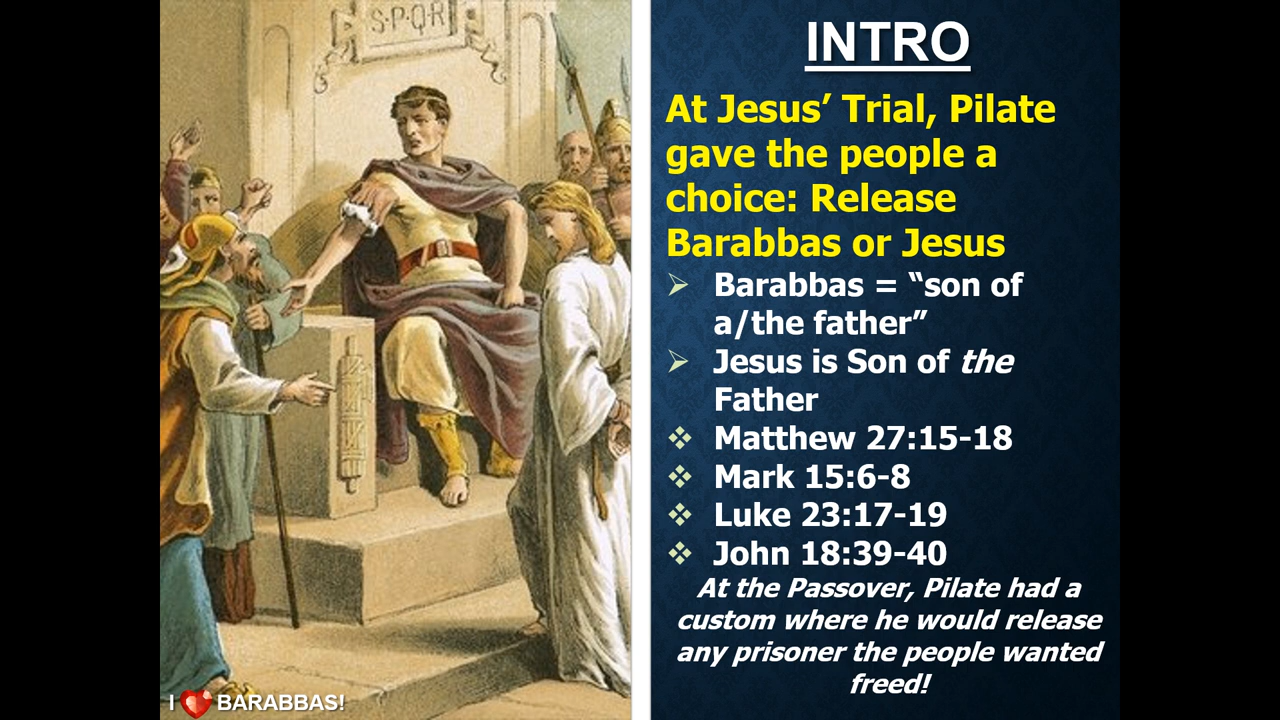 S·P·Q·R
INTRO
At Jesus’ Trial, Pilate
gave the people a
choice: Release
Barabbas or Jesus
➢ Barabbas = “son of
a/the father”
➢ Jesus is Son of the
Father
❖ Matthew 27:15-18
❖ Mark 15:6-8
❖ Luke 23:17-19
❖ John 18:39-40
At the Passover, Pilate had a
custom where he would release
any prisoner the people wanted
freed!
I ❤ BARABBAS!